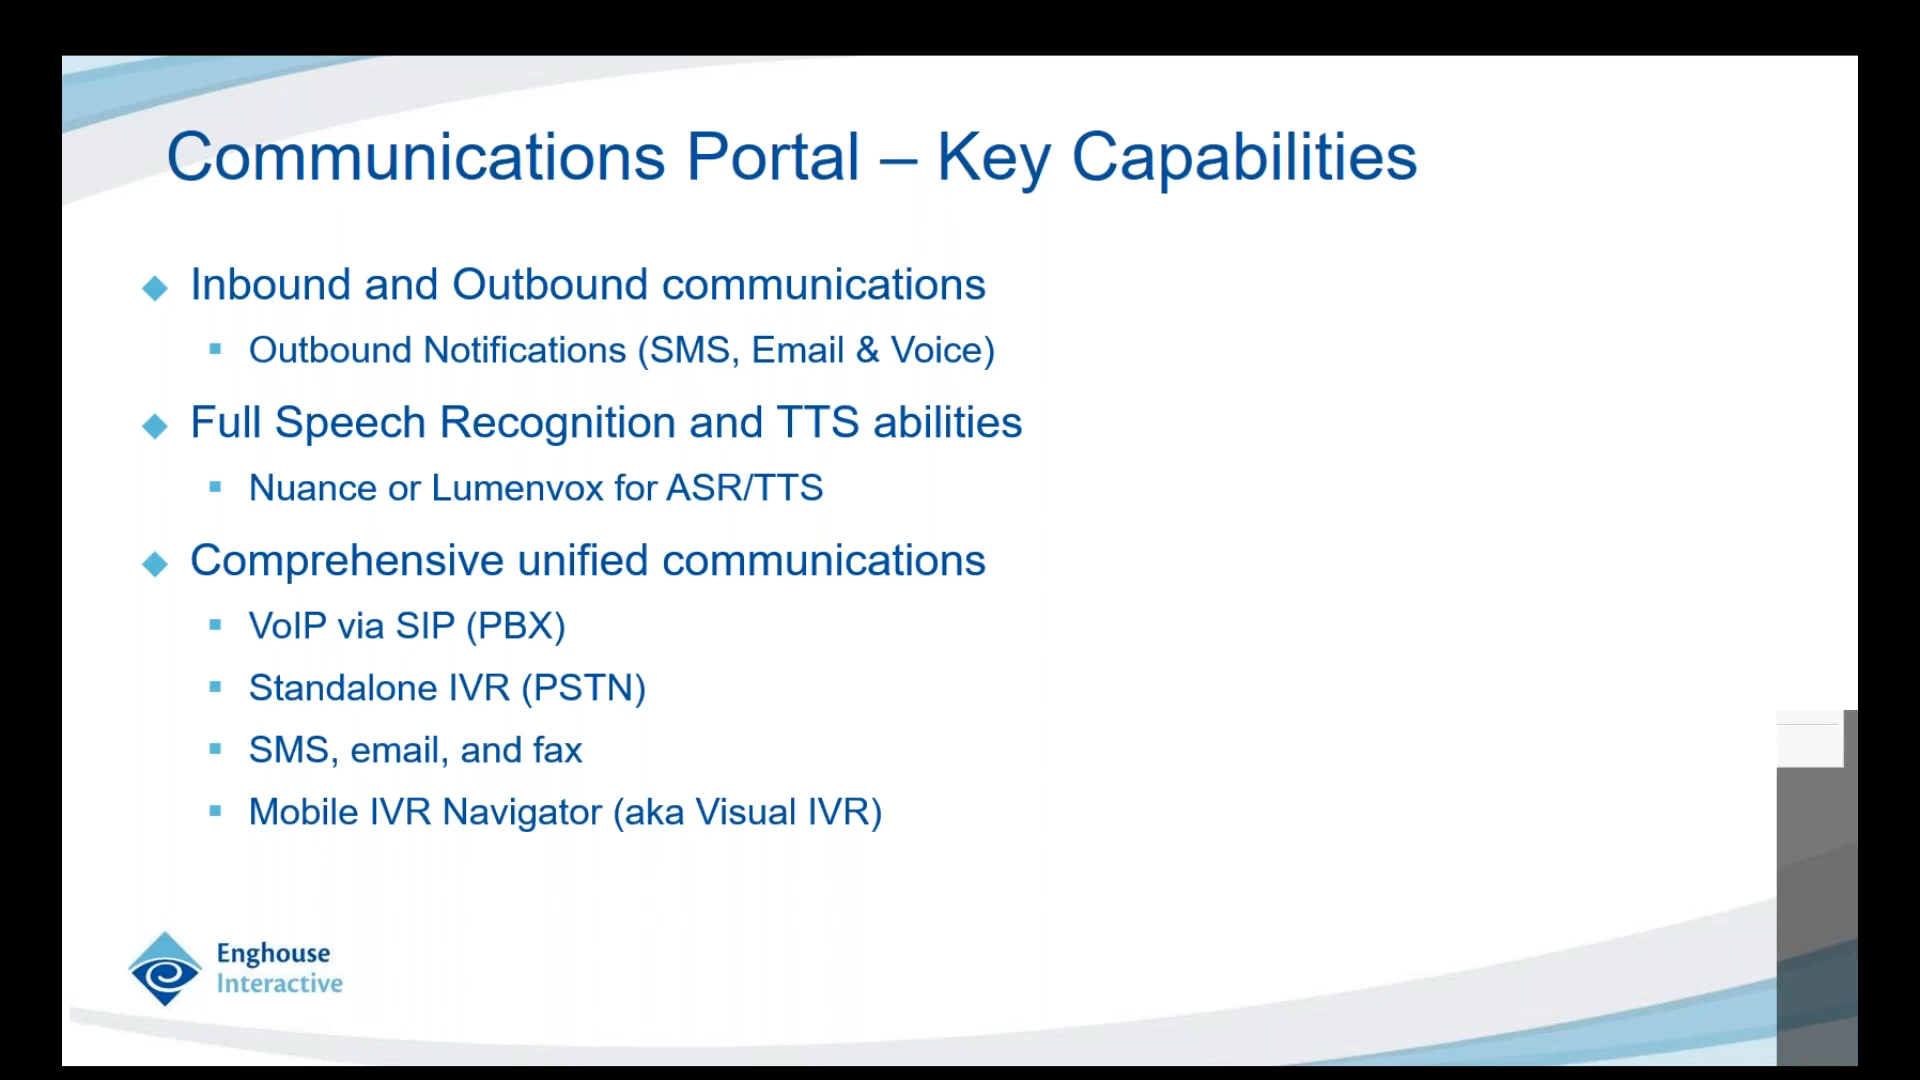 Communications Portal – Key Capabilities
Inbound and Outbound communications
Outbound Notifications (SMS, Email & Voice)
Full Speech Recognition and TTS abilities
Nuance or Lumenvox for ASR/TTS
Comprehensive unified communications
VoIP via SIP (PBX)
Standalone IVR (PSTN)
SMS, email, and fax
Mobile IVR Navigator (aka Visual IVR)
Enghouse
Interactive